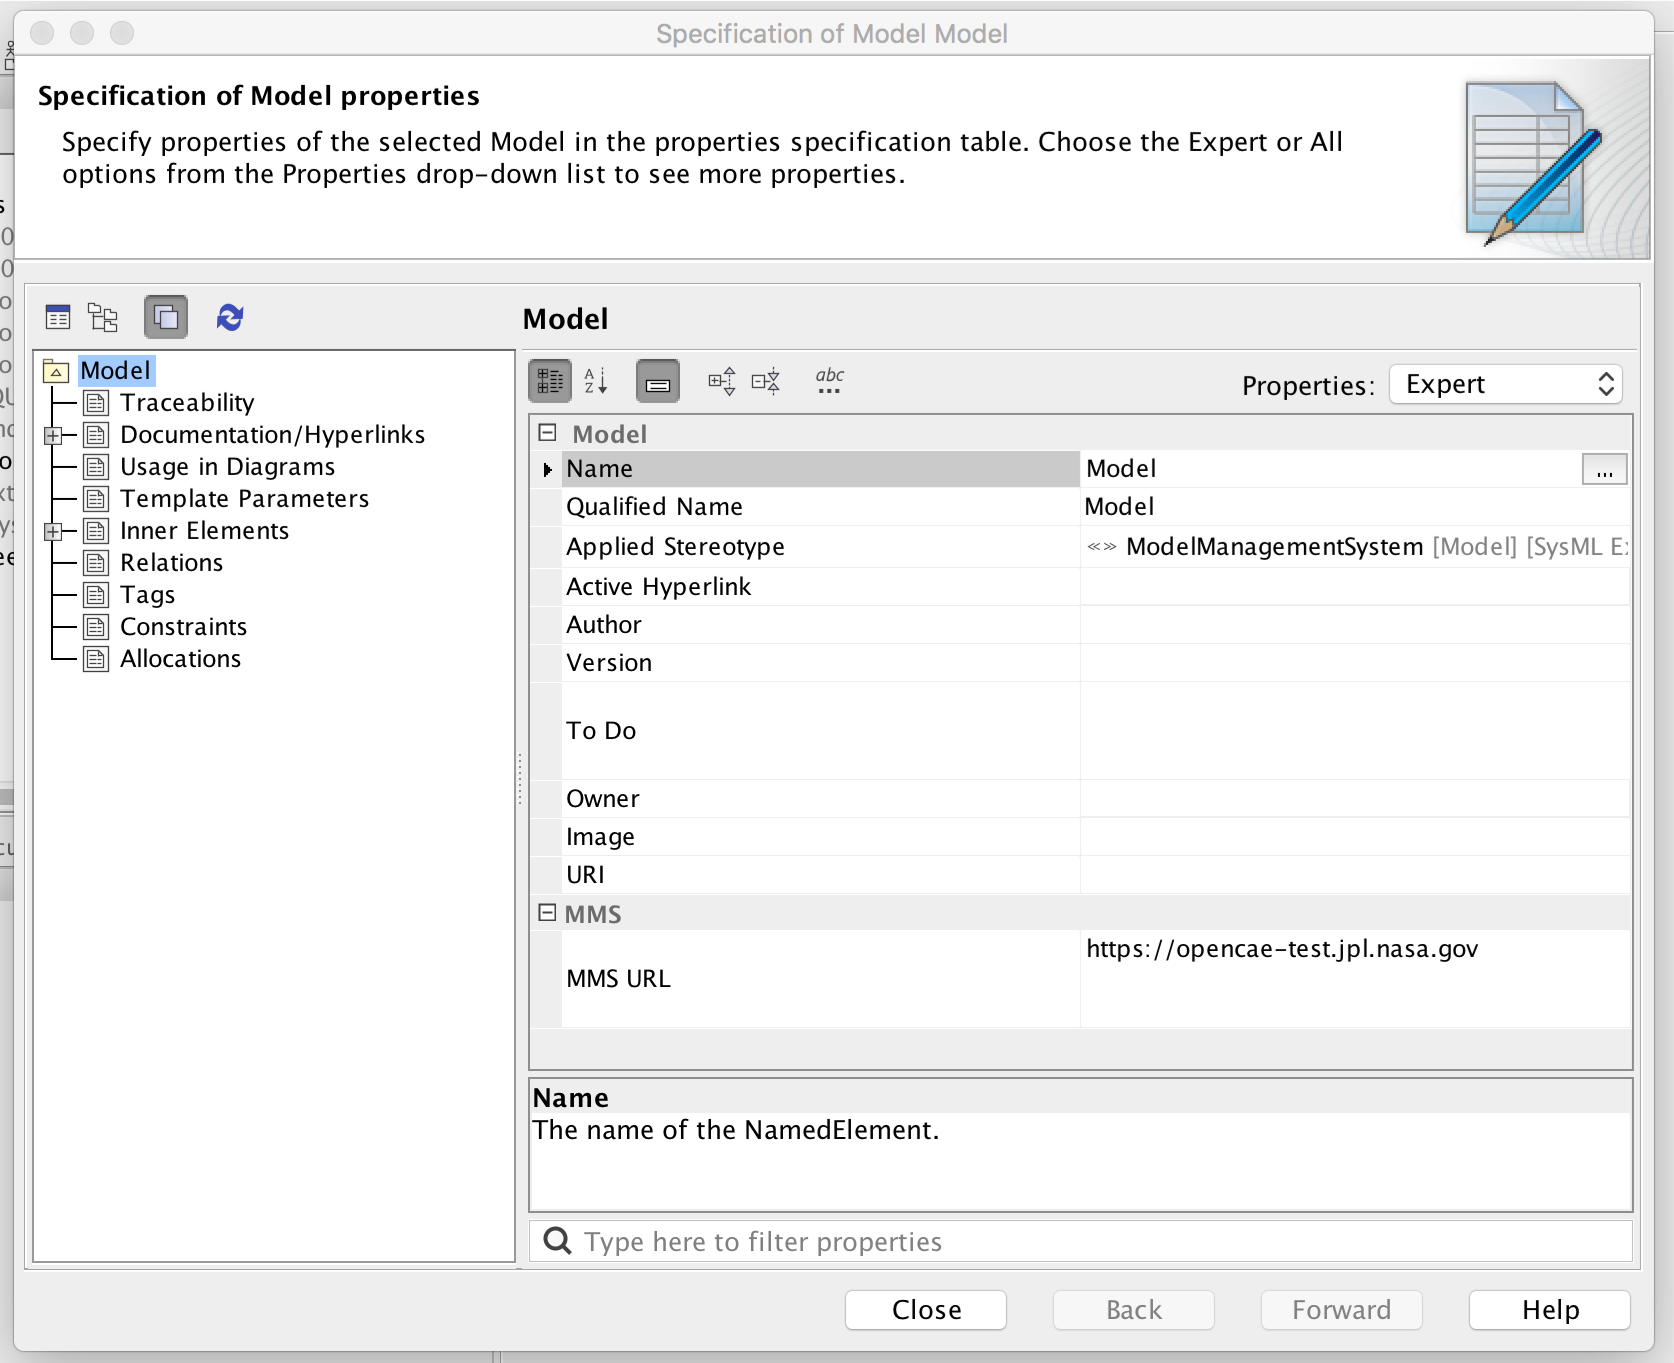 Specification of Model Model
Specification of Model properties
Specify properties of the selected Model in the properties specification table. Choose the Expert or All
options from the Properties drop-down list to see more properties.
Model
Model
Traceability
Documentation/Hyperlinks
Usage in Diagrams
Template Parameters
Inner Elements
Relations
Tags
Constraints
Allocations
A
Z
abc
...
Properties: Expert
Model
Name Model ...
Qualified Name Model
Applied Stereotype «» ModelManagementSystem [Model] [SysML
Active Hyperlink
Author
Version
To Do
Owner
Image
URI
MMS
MMS URL https://opencae-test.jpl.nasa.gov
Name
The name of the NamedElement.
Type here to filter properties
Close Back Forward Help